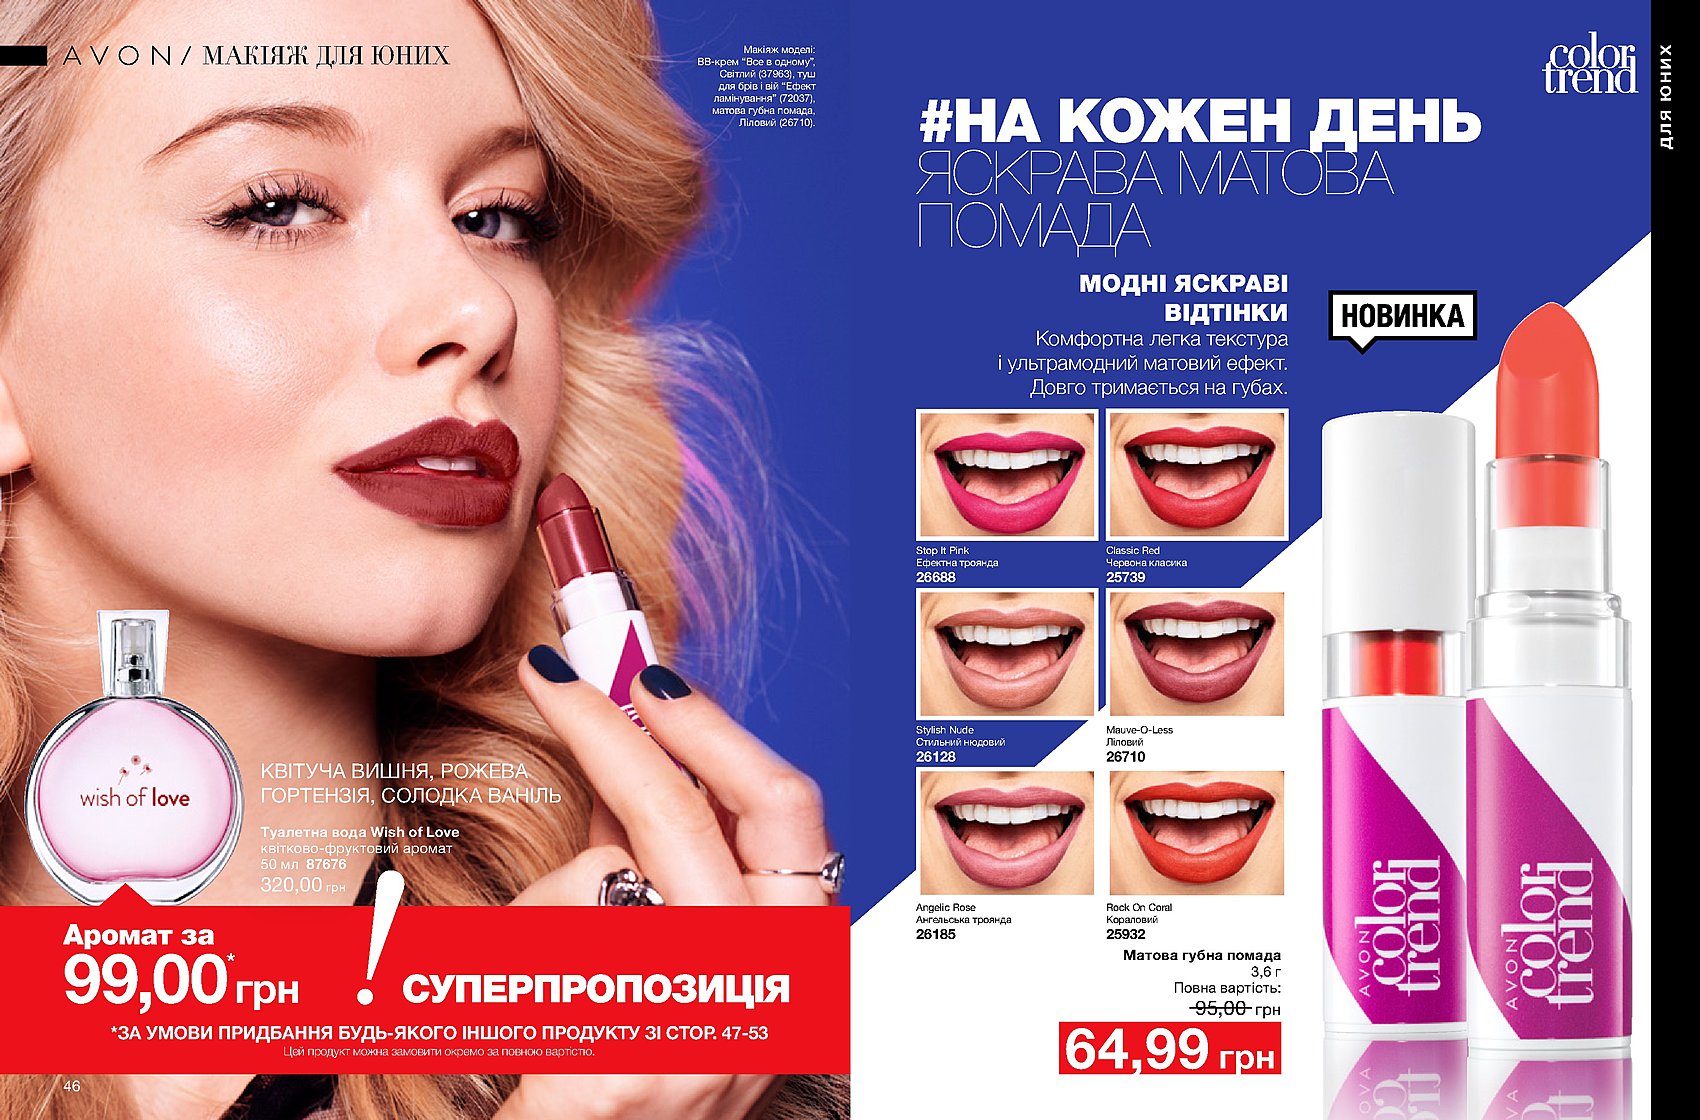 AVON / МАКІЯЖ ДЛЯ ЮНИХ
Макіяж моделі:
BB-крем “Все в одному”,
Світлий (37963), туш
для брів і вій “Ефект
ламінування” (72037),
матова губна помада,
Ліловий (26710).
wish of love
КВІТУЧА ВИШНЯ, РОЖЕВА
ГОРТЕНЗІЯ, СОЛОДКА ВАНІЛЬ
Туалетна вода Wish of Love
квітково-фруктовий аромат
50 мл 87676
320,00 грн
Аромат за
99,00* грн
! СУПЕРПРОПОЗИЦІЯ
*ЗА УМОВИ ПРИДБАННЯ БУДЬ-ЯКОГО ІНШОГО ПРОДУКТУ ЗІ СТОР. 47-53
Цей продукт можна замовити окремо за повною вартістю.
46
color
trend
ДЛЯ ЮНИХ
#НА КОЖЕН ДЕНЬ
ЯСКРАВА МАТОВА
ПОМАДА
МОДНІ ЯСКРАВІ
ВІДТІНКИ
Комфортна легка текстура
і ультрамодний матовий ефект.
Довго тримається на губах.
НОВИНКА
Stop It Pink
Ефектна троянда
26688
Classic Red
Червона класика
25739
Stylish Nude
Стильний нюдовий
26128
Mauve-O-Less
Ліловий
26710
Angelic Rose
Ангельська троянда
26185
Rock On Coral
Кораловий
25932
Матова губна помада
3,6 г
Повна вартість:
95,00 грн
64,99 грн
AVON
color
trend
AVON
color
trend